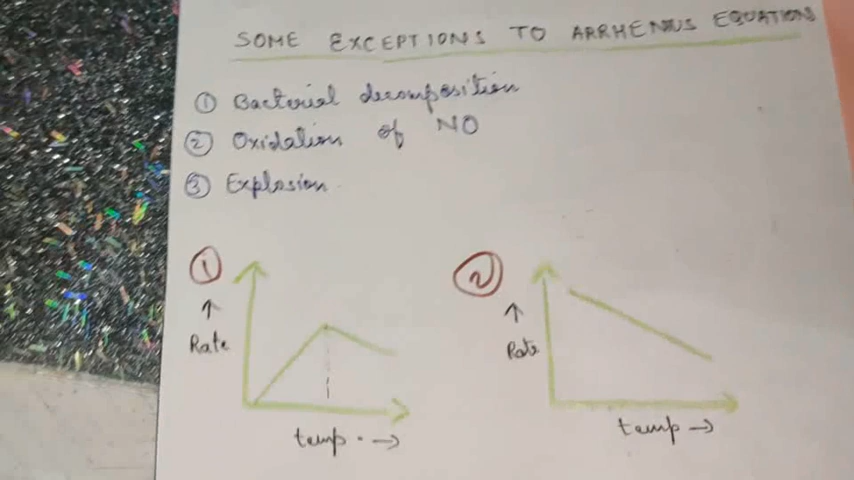 SOME EXCEPTIONS TO ARRHENIUS EQUATION
① Bacterial decomposition
② Oxidation of NO
③ Explosion
①
↑
Rate
temp. →
②
↑
Rate
temp →